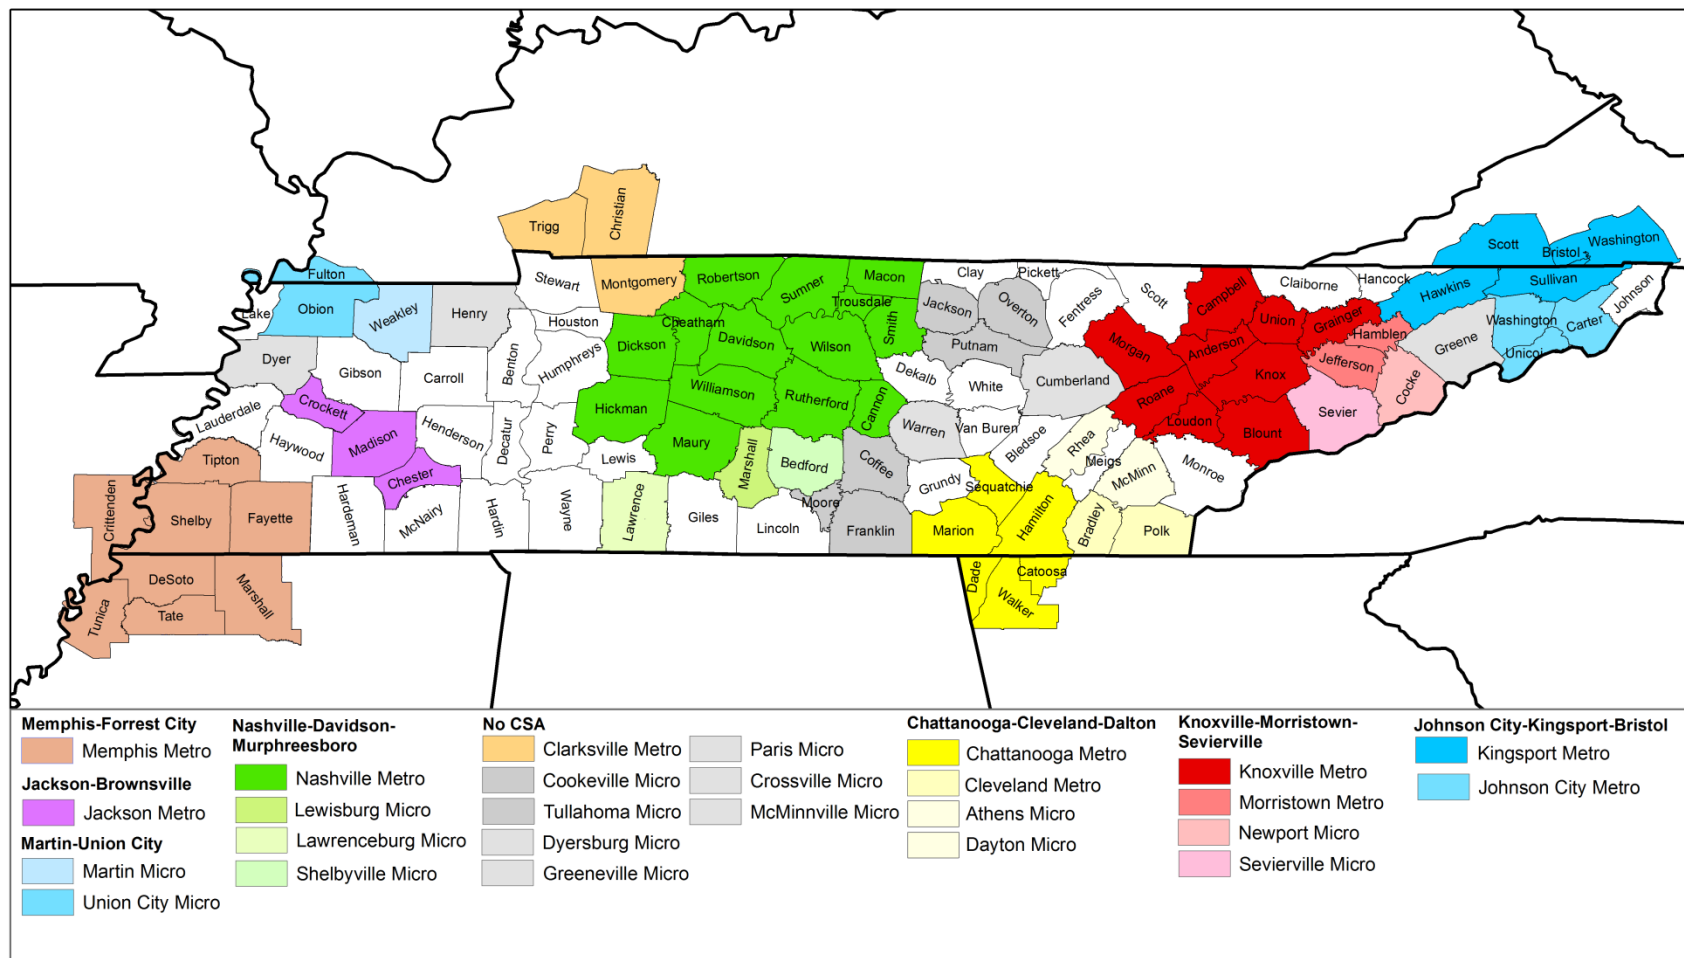 Trigg
Christian
Scott
Bristol
Washington
Fulton
Stewart
Montgomery
Robertson
Sumner
Macon
Clay
Pickett
Scott
Campbell
Claiborne
Hancock
Hawkins
Sullivan
Johnson
Lake
Obion
Weakley
Henry
Houston
Cheatham
Trousdale
Smith
Jackson
Overton
Fentress
Union
Grainger
Hamblen
Greene
Washington
Carter
Unicoi
Dyer
Gibson
Carroll
Benton
Humphreys
Dickson
Davidson
Wilson
Putnam
Dekalb
White
Cumberland
Morgan
Anderson
Knox
Jefferson
Cocke
Sevier
Lauderdale
Crockett
Haywood
Madison
Henderson
Decatur
Perry
Hickman
Williamson
Rutherford
Cannon
Warren
Van Buren
Bledsoe
Rhea
Roane
Loudon
Blount
Tipton
Chester
Lewis
Maury
Marshall
Bedford
Coffee
Grundy
Sequatchie
Meigs
McMinn
Monroe
Crittenden
Shelby
Fayette
Hardeman
McNairy
Hardin
Wayne
Lawrence
Giles
Lincoln
Moore
Franklin
Marion
Hamilton
Bradley
Polk
DeSoto
Tunica
Tate
Marshall
Dade
Walker
Catoosa
Memphis-Forrest City
Memphis Metro
Jackson-Brownsville
Jackson Metro
Martin-Union City
Martin Micro
Union City Micro
Nashville-Davidson-
Murphreesboro
Nashville Metro
Lewisburg Micro
Lawrenceburg Micro
Shelbyville Micro
No CSA
Clarksville Metro
Cookeville Micro
Tullahoma Micro
Dyersburg Micro
Greeneville Micro
Paris Micro
Crossville Micro
McMinnville Micro
Chattanooga-Cleveland-Dalton
Chattanooga Metro
Cleveland Metro
Athens Micro
Dayton Micro
Knoxville-Morristown-
Sevierville
Knoxville Metro
Morristown Metro
Newport Micro
Sevierville Micro
Johnson City-Kingsport-Bristol
Kingsport Metro
Johnson City Metro